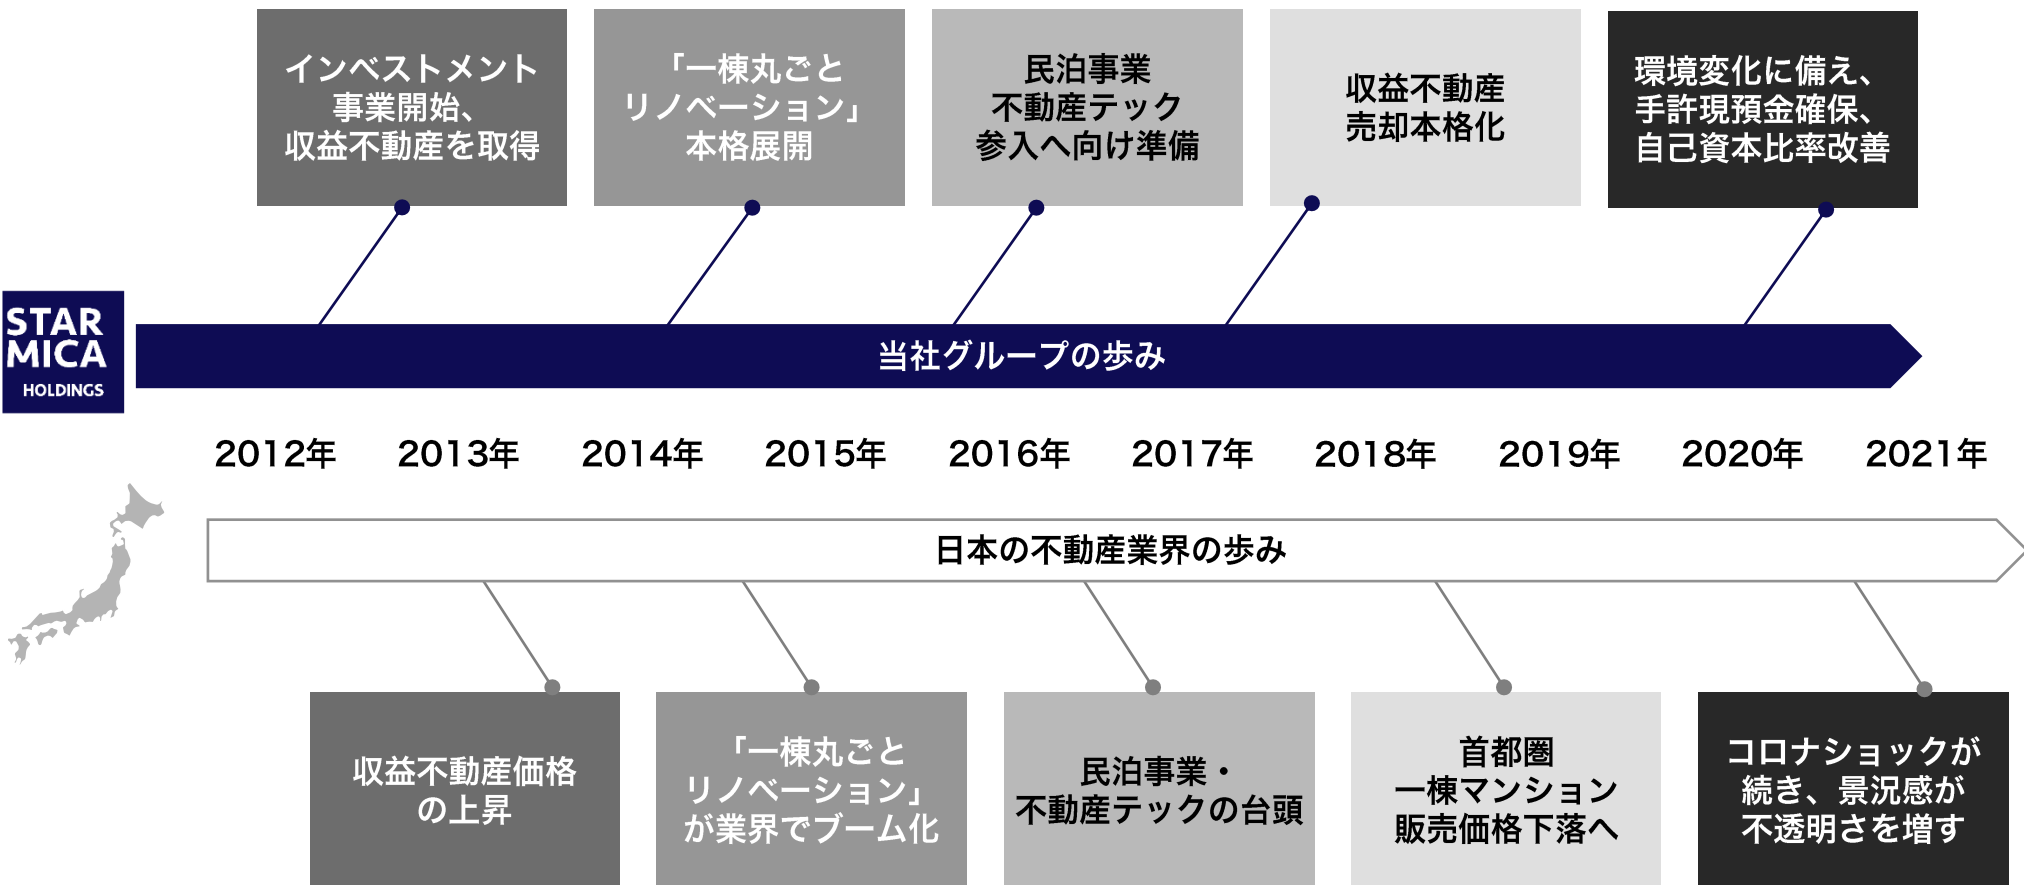 インベストメント
事業開始、
収益不動産を取得
「一棟丸ごと
リノベーション」
本格展開
民泊事業
不動産テック
参入へ向け準備
収益不動産
売却本格化
環境変化に備え、
手許現預金確保、
自己資本比率改善
STAR
MICA
HOLDINGS
当社グループの歩み
2012年
2013年
2014年
2015年
2016年
2017年
2018年
2019年
2020年
2021年
日本の不動産業界の歩み
収益不動産価格
の上昇
「一棟丸ごと
リノベーション」
が業界でブーム化
民泊事業・
不動産テックの台頭
首都圏
一棟マンション
販売価格下落へ
コロナショックが
続き、景況感が
不透明さを増す